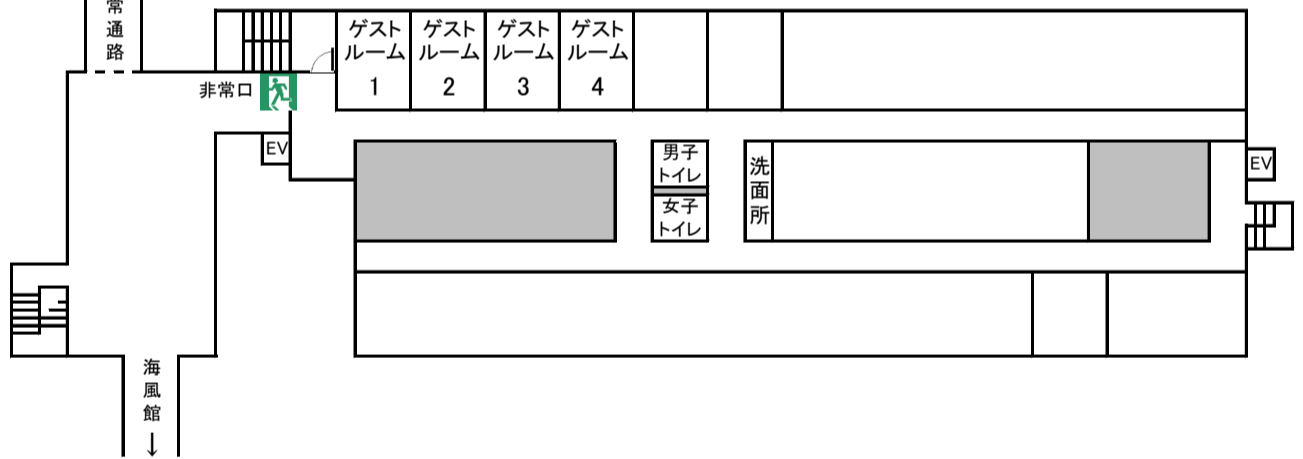 常通路
ゲストルーム
1
ゲストルーム
2
ゲストルーム
3
ゲストルーム
4
非常口
EV
男子
トイレ
女子
トイレ
洗面所
EV
海風館
↓